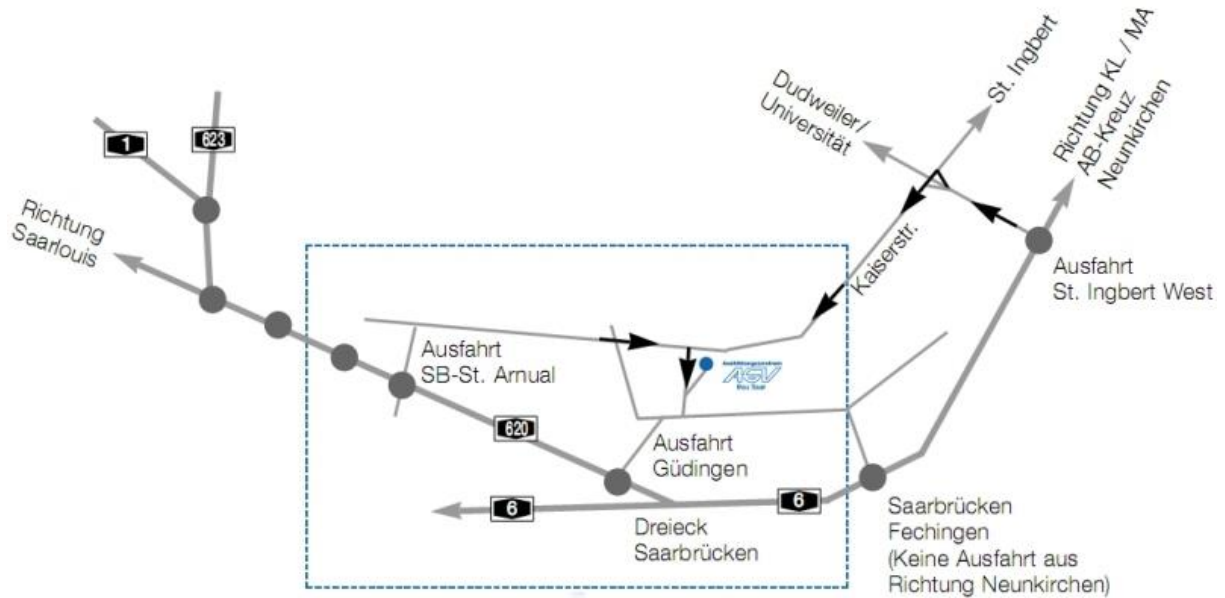 1
623
Richtung
Saarlouis
Dudweiler/
Universität
St. Ingbert
Richtung KL / MA
AB-Kreuz
Neunkirchen
Kaiserstr.
Ausfahrt
St. Ingbert West
Ausfahrt
SB-St. Arnual
AGV
Bau Saar
620
Ausfahrt
Güdingen
6
6
Dreieck
Saarbrücken
Saarbrücken
Fechingen
(Keine Ausfahrt aus
Richtung Neunkirchen)